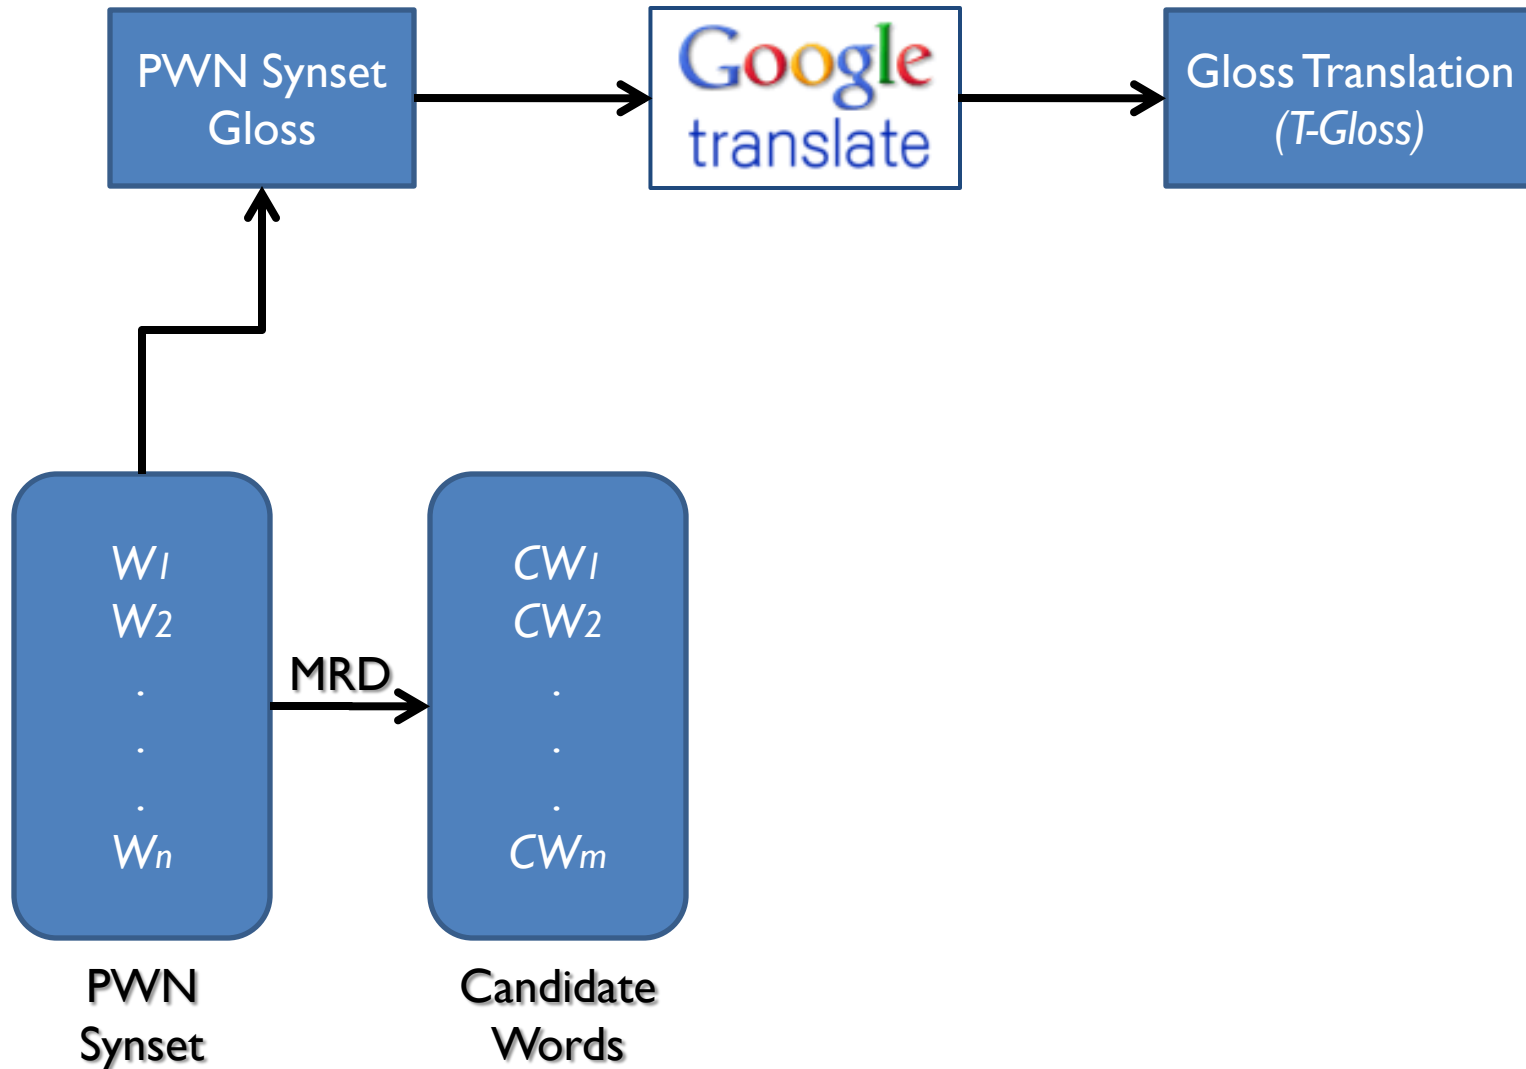 PWN Synset
Gloss
Google
translate
Gloss Translation
(T-Gloss)
W1
W2
.
.
.
Wn
MRD
CW1
CW2
.
.
.
CWm
PWN
Synset
Candidate
Words